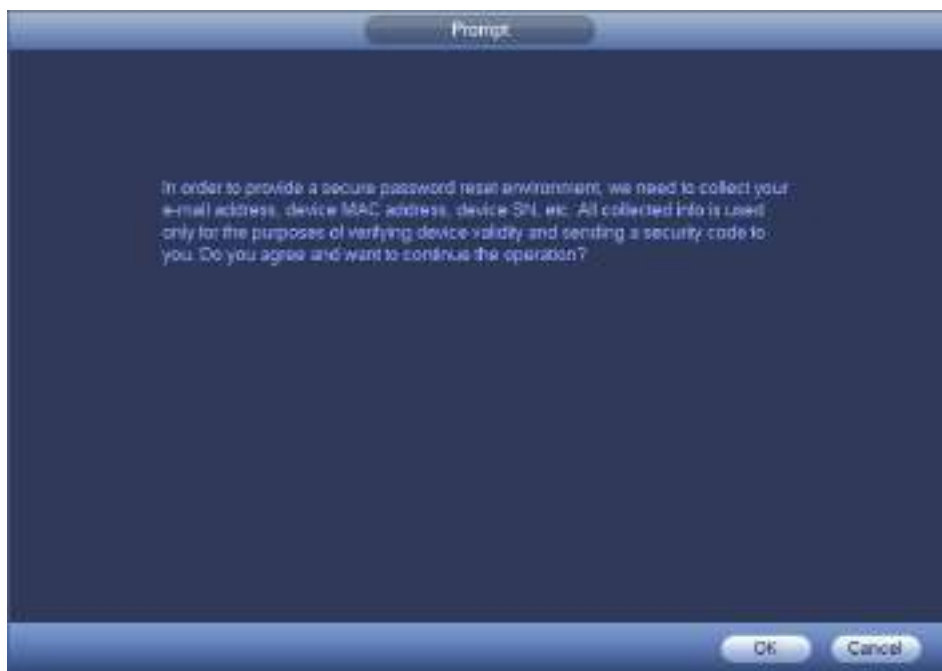 Prompt
In order to provide a secure password reset environment, we need to collect your
e-mail address, device MAC address, device SN, etc. All collected info is used
only for the purposes of verifying device validity and sending a security code to
you. Do you agree and want to continue the operation?
OK
Cancel